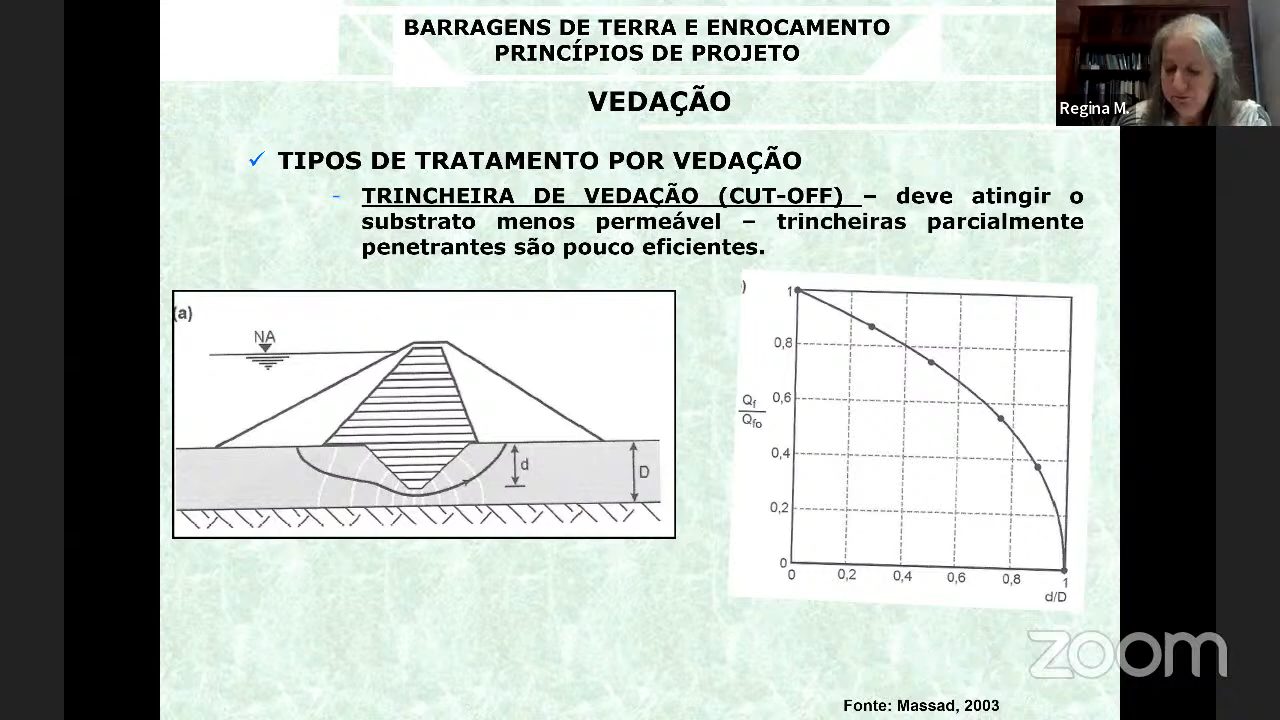 BARRAGENS DE TERRA E ENROCAMENTO
PRINCÍPIOS DE PROJETO
Regina M.
VEDAÇÃO
✓ TIPOS DE TRATAMENTO POR VEDAÇÃO
- TRINCHEIRA DE VEDAÇÃO (CUT-OFF) – deve atingir o
substrato menos permeável – trincheiras parcialmente
penetrantes são pouco eficientes.
(a)
NA
d
D
)
1
0,8
0,6
Qf
Qfo
0,4
0,2
0
0 0,2 0,4 0,6 0,8 1
d/D
zoom
Fonte: Massad, 2003